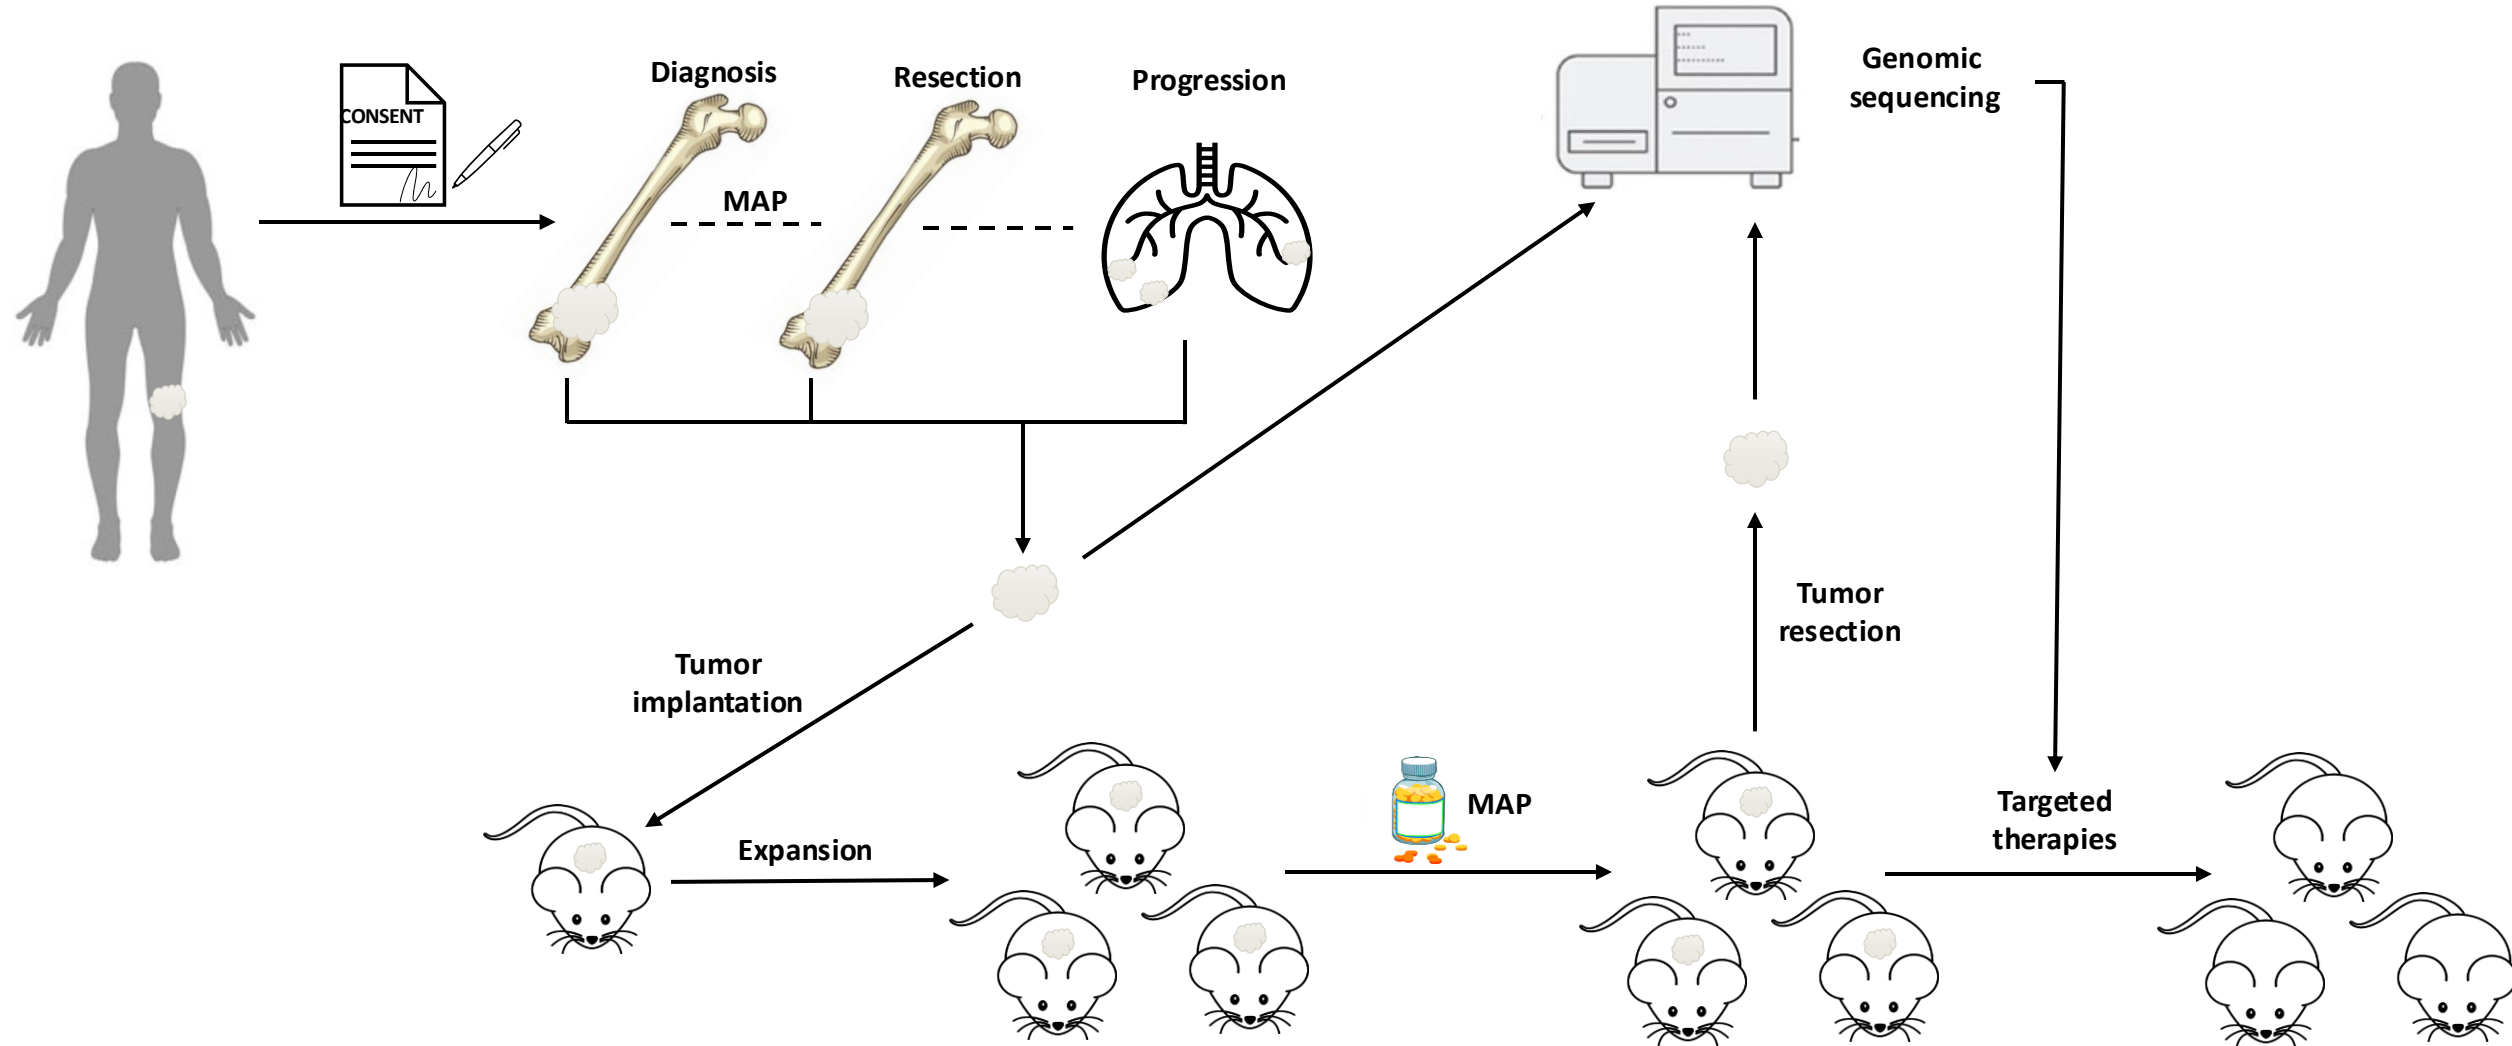 CONSENT
Diagnosis
MAP
Resection
Progression
Genomic
sequencing
Tumor
implantation
Expansion
MAP
Tumor
resection
Targeted
therapies